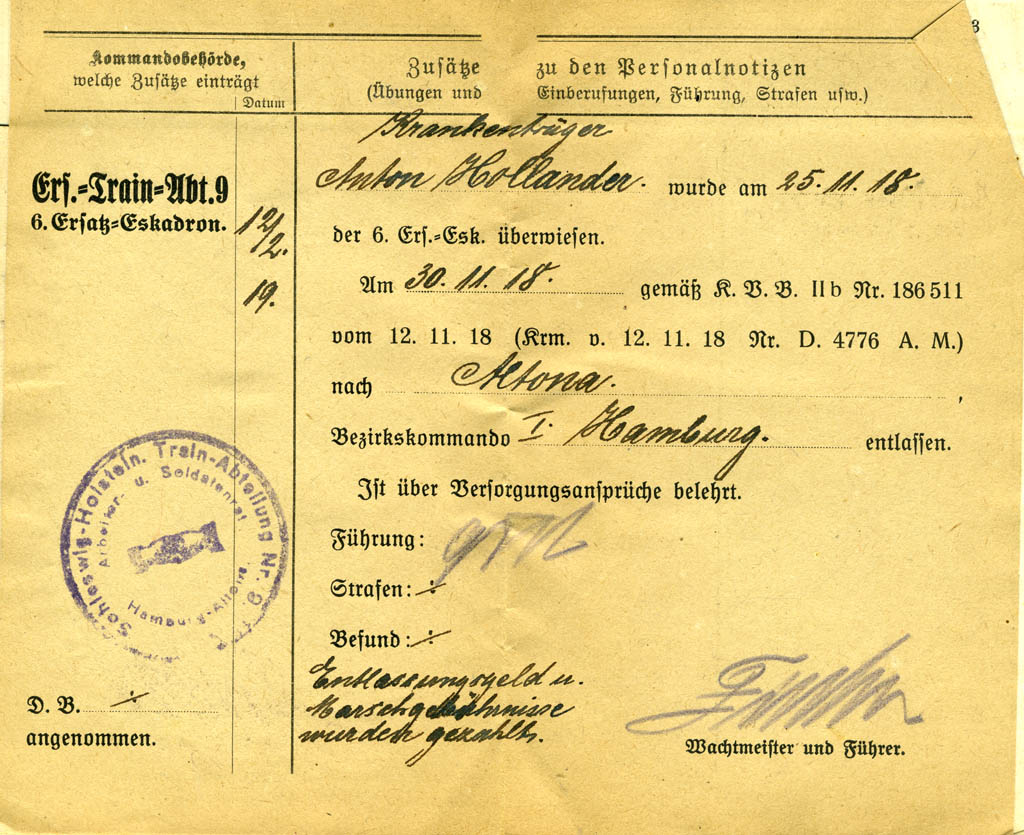 3
Kommandobehörde,
welche Zusätze einträgt
Datum
Zusätze zu den Personalnotizen
(Übungen und Einberufungen, Führung, Strafen usw.)
Ers.-Train-Abt. 9
6. Ersatz-Eskadron.
12/2.
19.
Krankenträger
Anton Hollander. wurde am 25.11.18.
der 6. Ers.-Esk. überwiesen.
Am 30.11.18. gemäß K. V. B. IIb Nr. 186511
vom 12. 11. 18 (Krm. v. 12. 11. 18 Nr. D. 4776 A. M.)
nach Altona. ,
Bezirkskommando I. Hamburg. entlassen.
Ist über Versorgungsansprüche belehrt.
Führung: gut
Strafen: ./.
Befund: ./.
Entlassungsgeld u.
Marschgebührnisse
wurden gezahlt.
Wachtmeister und Führer.
Schleswig-Holstein. Train-Abteilung Nr. 9.
Arbeiter- u. Soldatenrat
Hamburg-Altona
D. B. ./.
angenommen.